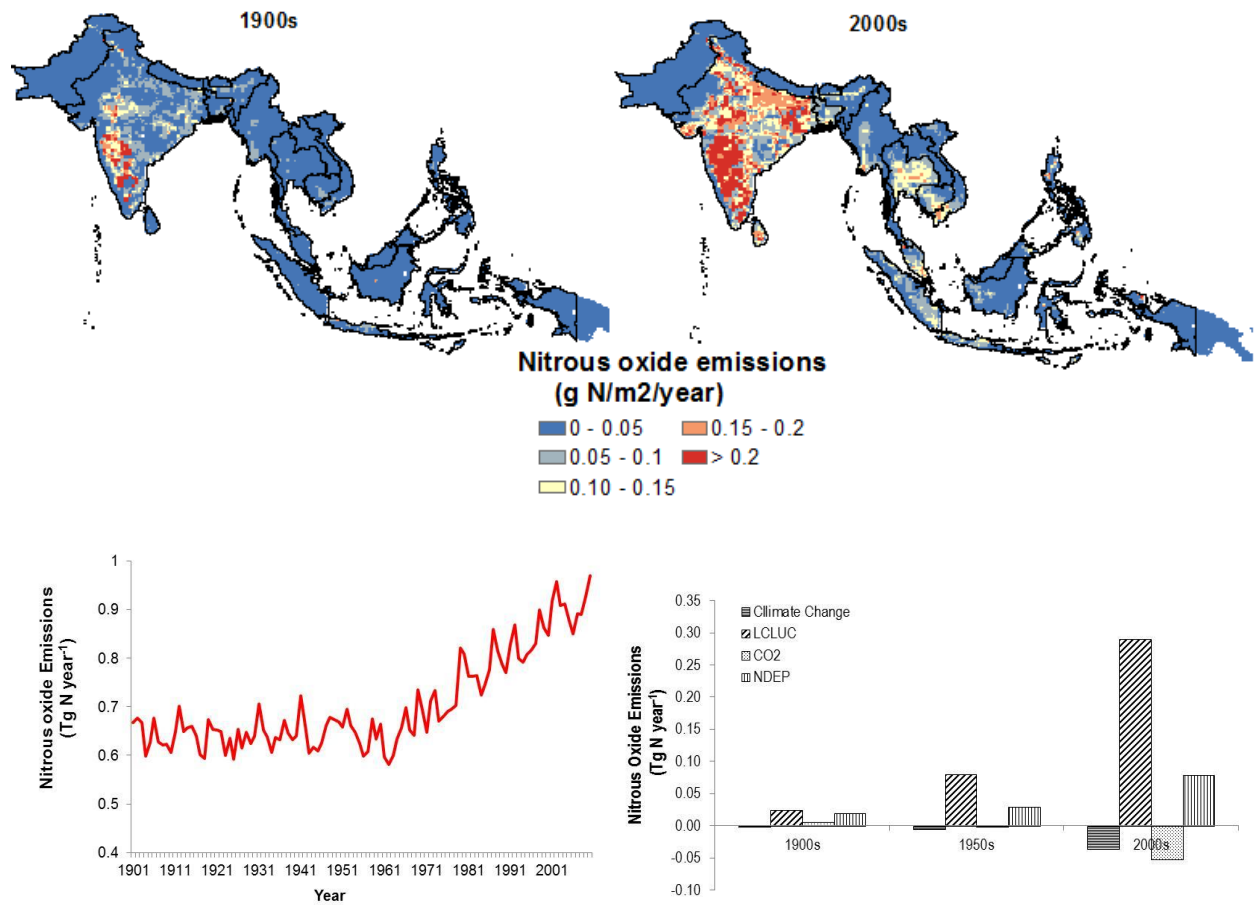 1900s
2000s
Nitrous oxide emissions
(g N/m2/year)
0 - 0.05
0.15 - 0.2
0.05 - 0.1
> 0.2
0.10 - 0.15
Nitrous oxide Emissions
(Tg N year-1)
1
0.9
0.8
0.7
0.6
0.5
0.4
1901 1911 1921 1931 1941 1951 1961 1971 1981 1991 2001
Year
Nitrous Oxide Emissions
(Tg N year-1)
0.35
0.30
0.25
0.20
0.15
0.10
0.05
0.00
-0.05
-0.10
Cllimate Change
LCLUC
CO2
NDEP
1900s 1950s 2000s